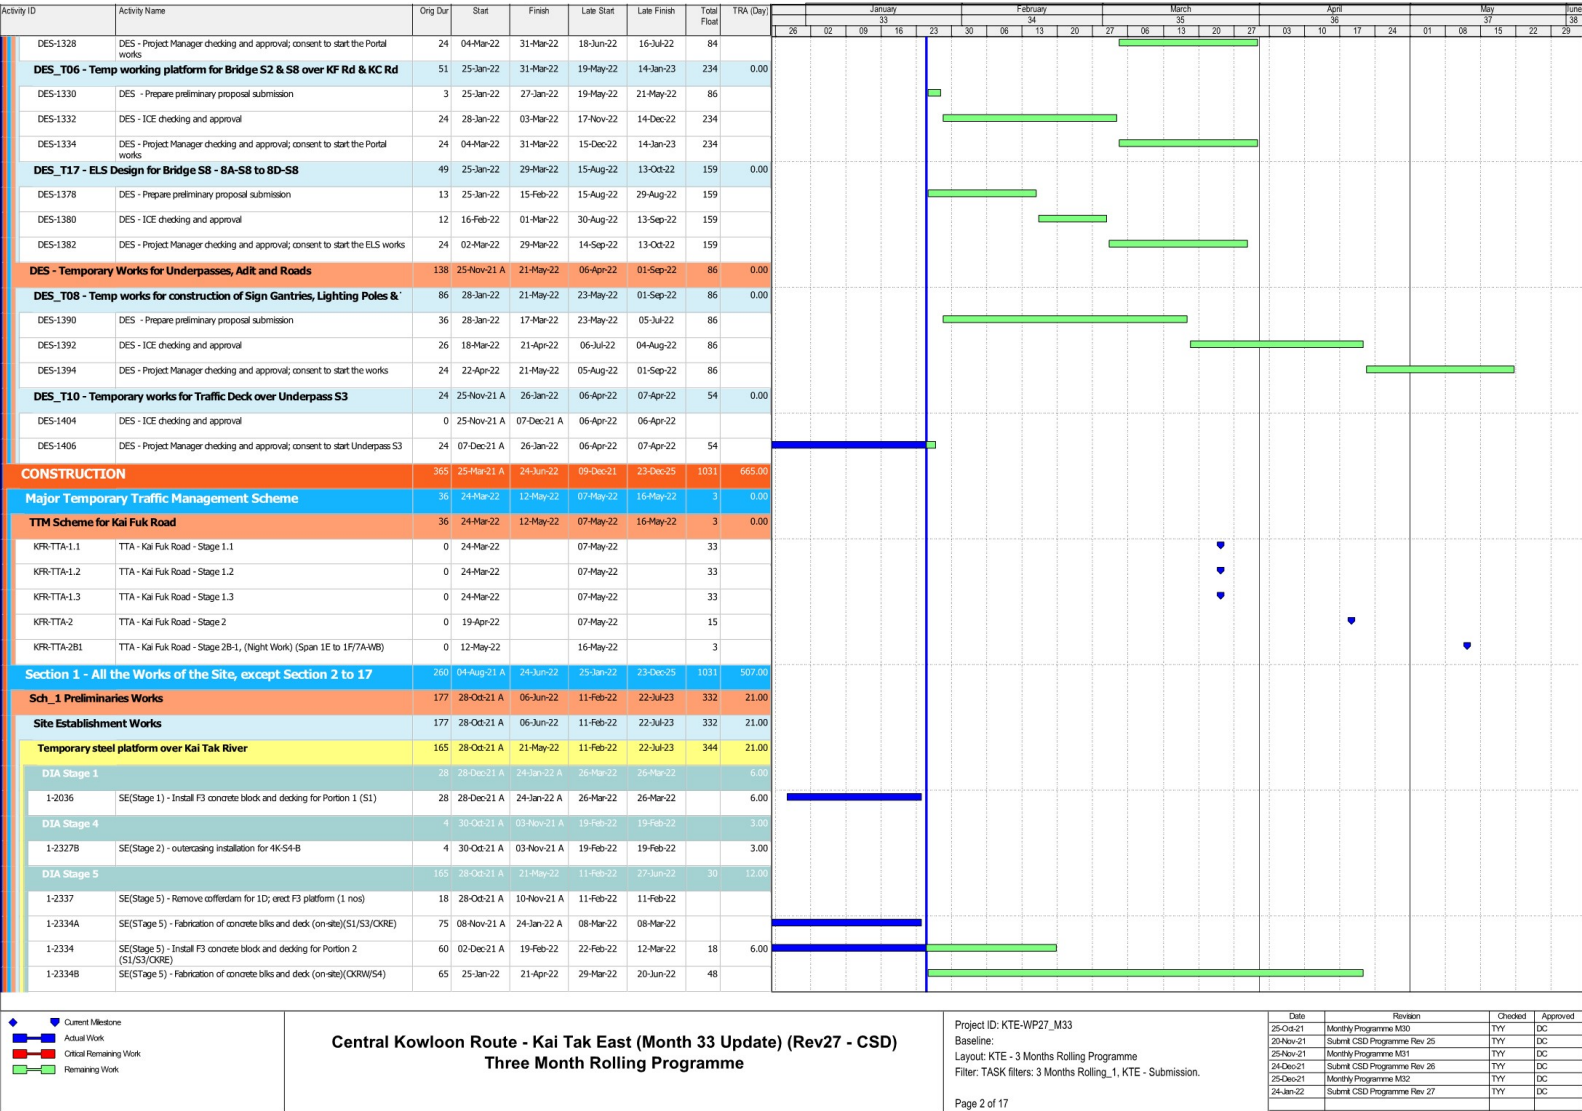 Activity ID Activity Name Orig Dur Start Finish Late Start Late Finish Total Float TRA (Day) January February March April May June
33 34 35 36 37 38
26 02 09 16 23 30 06 13 20 27 06 13 20 27 03 10 17 24 01 08 15 22 29
DES-1328 DES - Project Manager checking and approval; consent to start the Portal works 24 04-Mar-22 31-Mar-22 18-Jun-22 16-Jul-22 84
DES_T06 - Temp working platform for Bridge S2 & S8 over KF Rd & KC Rd 51 25-Jan-22 31-Mar-22 19-May-22 14-Jan-23 234 0.00
DES-1330 DES - Prepare preliminary proposal submission 3 25-Jan-22 27-Jan-22 19-May-22 21-May-22 86
DES-1332 DES - ICE checking and approval 24 28-Jan-22 03-Mar-22 17-Nov-22 14-Dec-22 234
DES-1334 DES - Project Manager checking and approval; consent to start the Portal works 24 04-Mar-22 31-Mar-22 15-Dec-22 14-Jan-23 234
DES_T17 - ELS Design for Bridge S8 - 8A-S8 to 8D-S8 49 25-Jan-22 29-Mar-22 15-Aug-22 13-Oct-22 159 0.00
DES-1378 DES - Prepare preliminary proposal submission 13 25-Jan-22 15-Feb-22 15-Aug-22 29-Aug-22 159
DES-1380 DES - ICE checking and approval 12 16-Feb-22 01-Mar-22 30-Aug-22 13-Sep-22 159
DES-1382 DES - Project Manager checking and approval; consent to start the ELS works 24 02-Mar-22 29-Mar-22 14-Sep-22 13-Oct-22 159
DES - Temporary Works for Underpasses, Adit and Roads 138 25-Nov-21 A 21-May-22 06-Apr-22 01-Sep-22 86 0.00
DES_T08 - Temp works for construction of Sign Gantries, Lighting Poles & 86 28-Jan-22 21-May-22 23-May-22 01-Sep-22 86 0.00
DES-1390 DES - Prepare preliminary proposal submission 36 28-Jan-22 17-Mar-22 23-May-22 05-Jul-22 86
DES-1392 DES - ICE checking and approval 26 18-Mar-22 21-Apr-22 06-Jul-22 04-Aug-22 86
DES-1394 DES - Project Manager checking and approval; consent to start the works 24 22-Apr-22 21-May-22 05-Aug-22 01-Sep-22 86
DES_T10 - Temporary works for Traffic Deck over Underpass S3 24 25-Nov-21 A 26-Jan-22 06-Apr-22 07-Apr-22 54 0.00
DES-1404 DES - ICE checking and approval 0 25-Nov-21 A 07-Dec-21 A 06-Apr-22 06-Apr-22
DES-1406 DES - Project Manager checking and approval; consent to start Underpass S3 24 07-Dec-21 A 26-Jan-22 06-Apr-22 07-Apr-22 54
CONSTRUCTION 365 25-Mar-21 A 24-Jun-22 09-Dec-21 23-Dec-25 1031 665.00
Major Temporary Traffic Management Scheme 36 24-Mar-22 12-May-22 07-May-22 16-May-22 3 0.00
TTM Scheme for Kai Fuk Road 36 24-Mar-22 12-May-22 07-May-22 16-May-22 3 0.00
KFR-TTA-1.1 TTA - Kai Fuk Road - Stage 1.1 0 24-Mar-22 07-May-22 33
KFR-TTA-1.2 TTA - Kai Fuk Road - Stage 1.2 0 24-Mar-22 07-May-22 33
KFR-TTA-1.3 TTA - Kai Fuk Road - Stage 1.3 0 24-Mar-22 07-May-22 33
KFR-TTA-2 TTA - Kai Fuk Road - Stage 2 0 19-Apr-22 07-May-22 15
KFR-TTA-2B1 TTA - Kai Fuk Road - Stage 2B-1, (Night Work) (Span 1E to 1F/7A-WB) 0 12-May-22 16-May-22 3
Section 1 - All the Works of the Site, except Section 2 to 17 260 04-Aug-21 A 24-Jun-22 25-Jan-22 23-Dec-25 1031 507.00
Sch_1 Preliminaries Works 177 28-Oct-21 A 06-Jun-22 11-Feb-22 22-Jul-23 332 21.00
Site Establishment Works 177 28-Oct-21 A 06-Jun-22 11-Feb-22 22-Jul-23 332 21.00
Temporary steel platform over Kai Tak River 165 28-Oct-21 A 21-May-22 11-Feb-22 22-Jul-23 344 21.00
DIA Stage 1 28 28-Dec-21 A 24-Jan-22 A 26-Mar-22 26-Mar-22 6.00
1-2036 SE(Stage 1) - Install F3 concrete block and decking for Portion 1 (S1) 28 28-Dec-21 A 24-Jan-22 A 26-Mar-22 26-Mar-22 6.00
DIA Stage 4 4 30-Oct-21 A 03-Nov-21 A 19-Feb-22 19-Feb-22 3.00
1-2327B SE(Stage 2) - outercasing installation for 4K-S4-B 4 30-Oct-21 A 03-Nov-21 A 19-Feb-22 19-Feb-22 3.00
DIA Stage 5 165 28-Oct-21 A 21-May-22 11-Feb-22 27-Jun-22 30 12.00
1-2337 SE(Stage 5) - Remove cofferdam for 1D; erect F3 platform (1 nos) 18 28-Oct-21 A 10-Nov-21 A 11-Feb-22 11-Feb-22
1-2334A SE(STage 5) - Fabrication of concrete blks and deck (on-site)(S1/S3/CKRE) 75 08-Nov-21 A 24-Jan-22 A 08-Mar-22 08-Mar-22
1-2334 SE(Stage 5) - Install F3 concrete block and decking for Portion 2 (S1/S3/CKRE) 60 02-Dec-21 A 19-Feb-22 22-Feb-22 12-Mar-22 18 6.00
1-2334B SE(STage 5) - Fabrication of concrete blks and deck (on-site)(CKRW/S4) 65 25-Jan-22 21-Apr-22 29-Mar-22 20-Jun-22 48
Current Milestone
Actual Work
Critical Remaining Work
Remaining Work
Central Kowloon Route - Kai Tak East (Month 33 Update) (Rev27 - CSD)
Three Month Rolling Programme
Project ID: KTE-WP27_M33
Baseline:
Layout: KTE - 3 Months Rolling Programme
Filter: TASK filters: 3 Months Rolling_1, KTE - Submission.
Page 2 of 17
Date Revision Checked Approved
25-Oct-21 Monthly Programme M30 TYY DC
20-Nov-21 Submit CSD Programme Rev 25 TYY DC
25-Nov-21 Monthly Programme M31 TYY DC
24-Dec-21 Submit CSD Programme Rev 26 TYY DC
25-Dec-21 Monthly Programme M32 TYY DC
24-Jan-22 Submit CSD Programme Rev 27 TYY DC